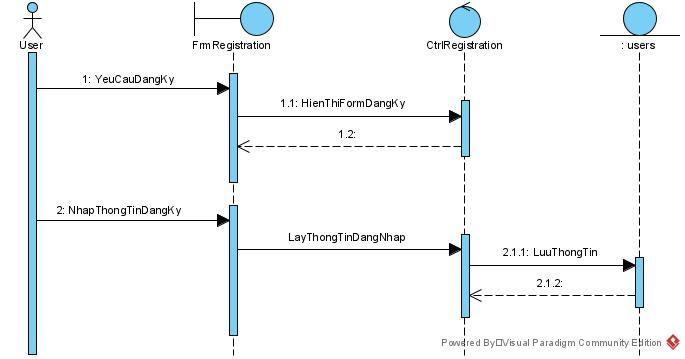 User
FrmRegistration
CtrlRegistration
: users
1: YeuCauDangKy
1.1: HienThiFormDangKy
1.2:
2: NhapThongTinDangKy
LayThongTinDangNhap
2.1.1: LuuThongTin
2.1.2:
Powered By Visual Paradigm Community Edition